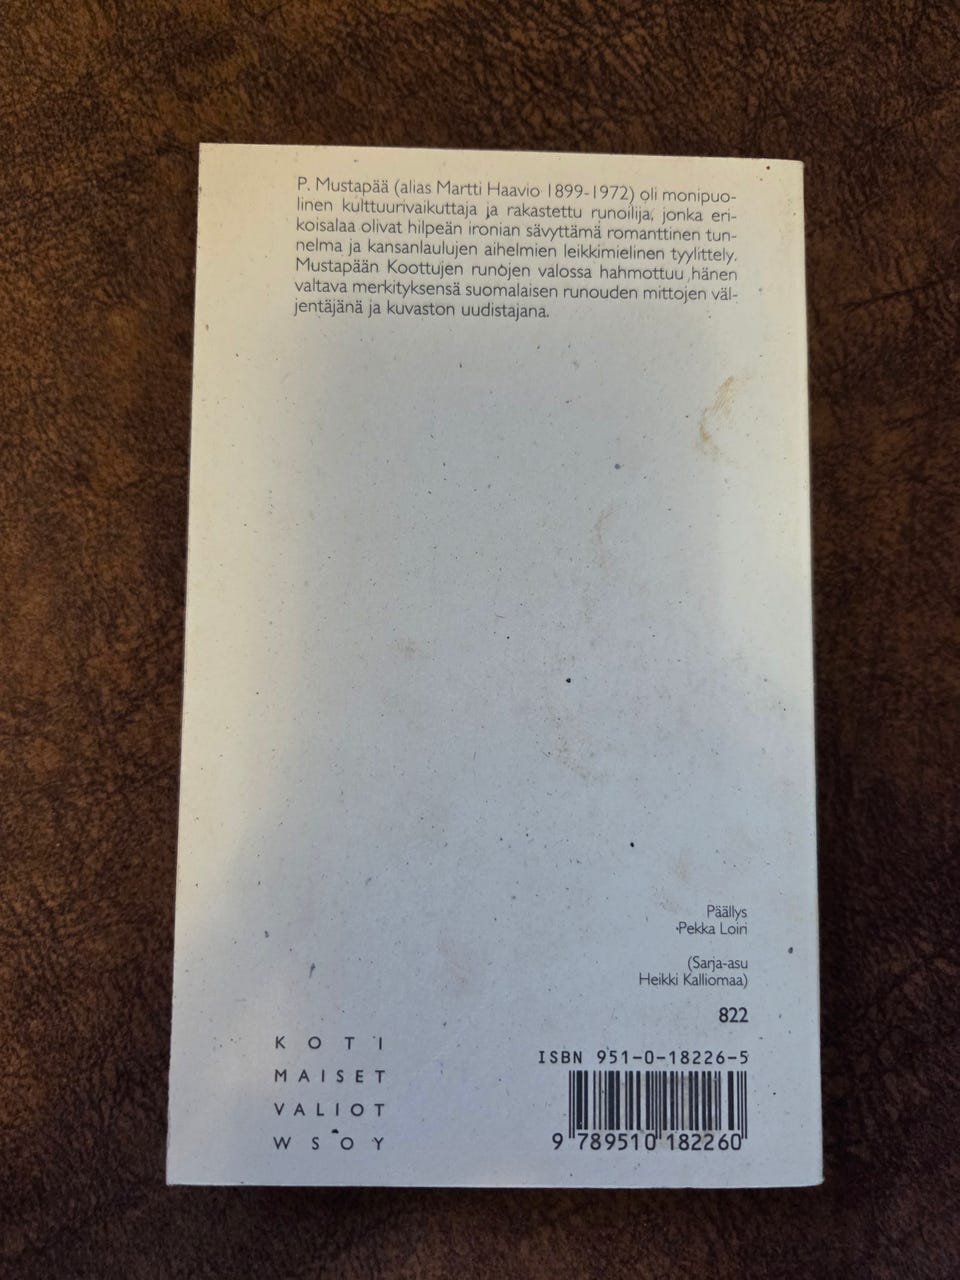 P. Mustapää (alias Martti Haavio 1899-1972) oli monipuo-
linen kulttuurivaikuttaja ja rakastettu runoilija, jonka eri-
koisalaa olivat hilpeän ironian sävyttämä romanttinen tun-
nelma ja kansanlaulujen aihelmien leikkimielinen tyylittely.
Mustapään Koottujen runojen valossa hahmottuu hänen
valtava merkityksensä suomalaisen runouden mittojen väl-
jentäjänä ja kuvaston uudistajana.
Päällys
Pekka Loiri
(Sarja-asu
Heikki Kalliomaa)
822
KOTI
MAISET
VALIOT
WSOY
ISBN 951-0-18226-5
9 789510 182260